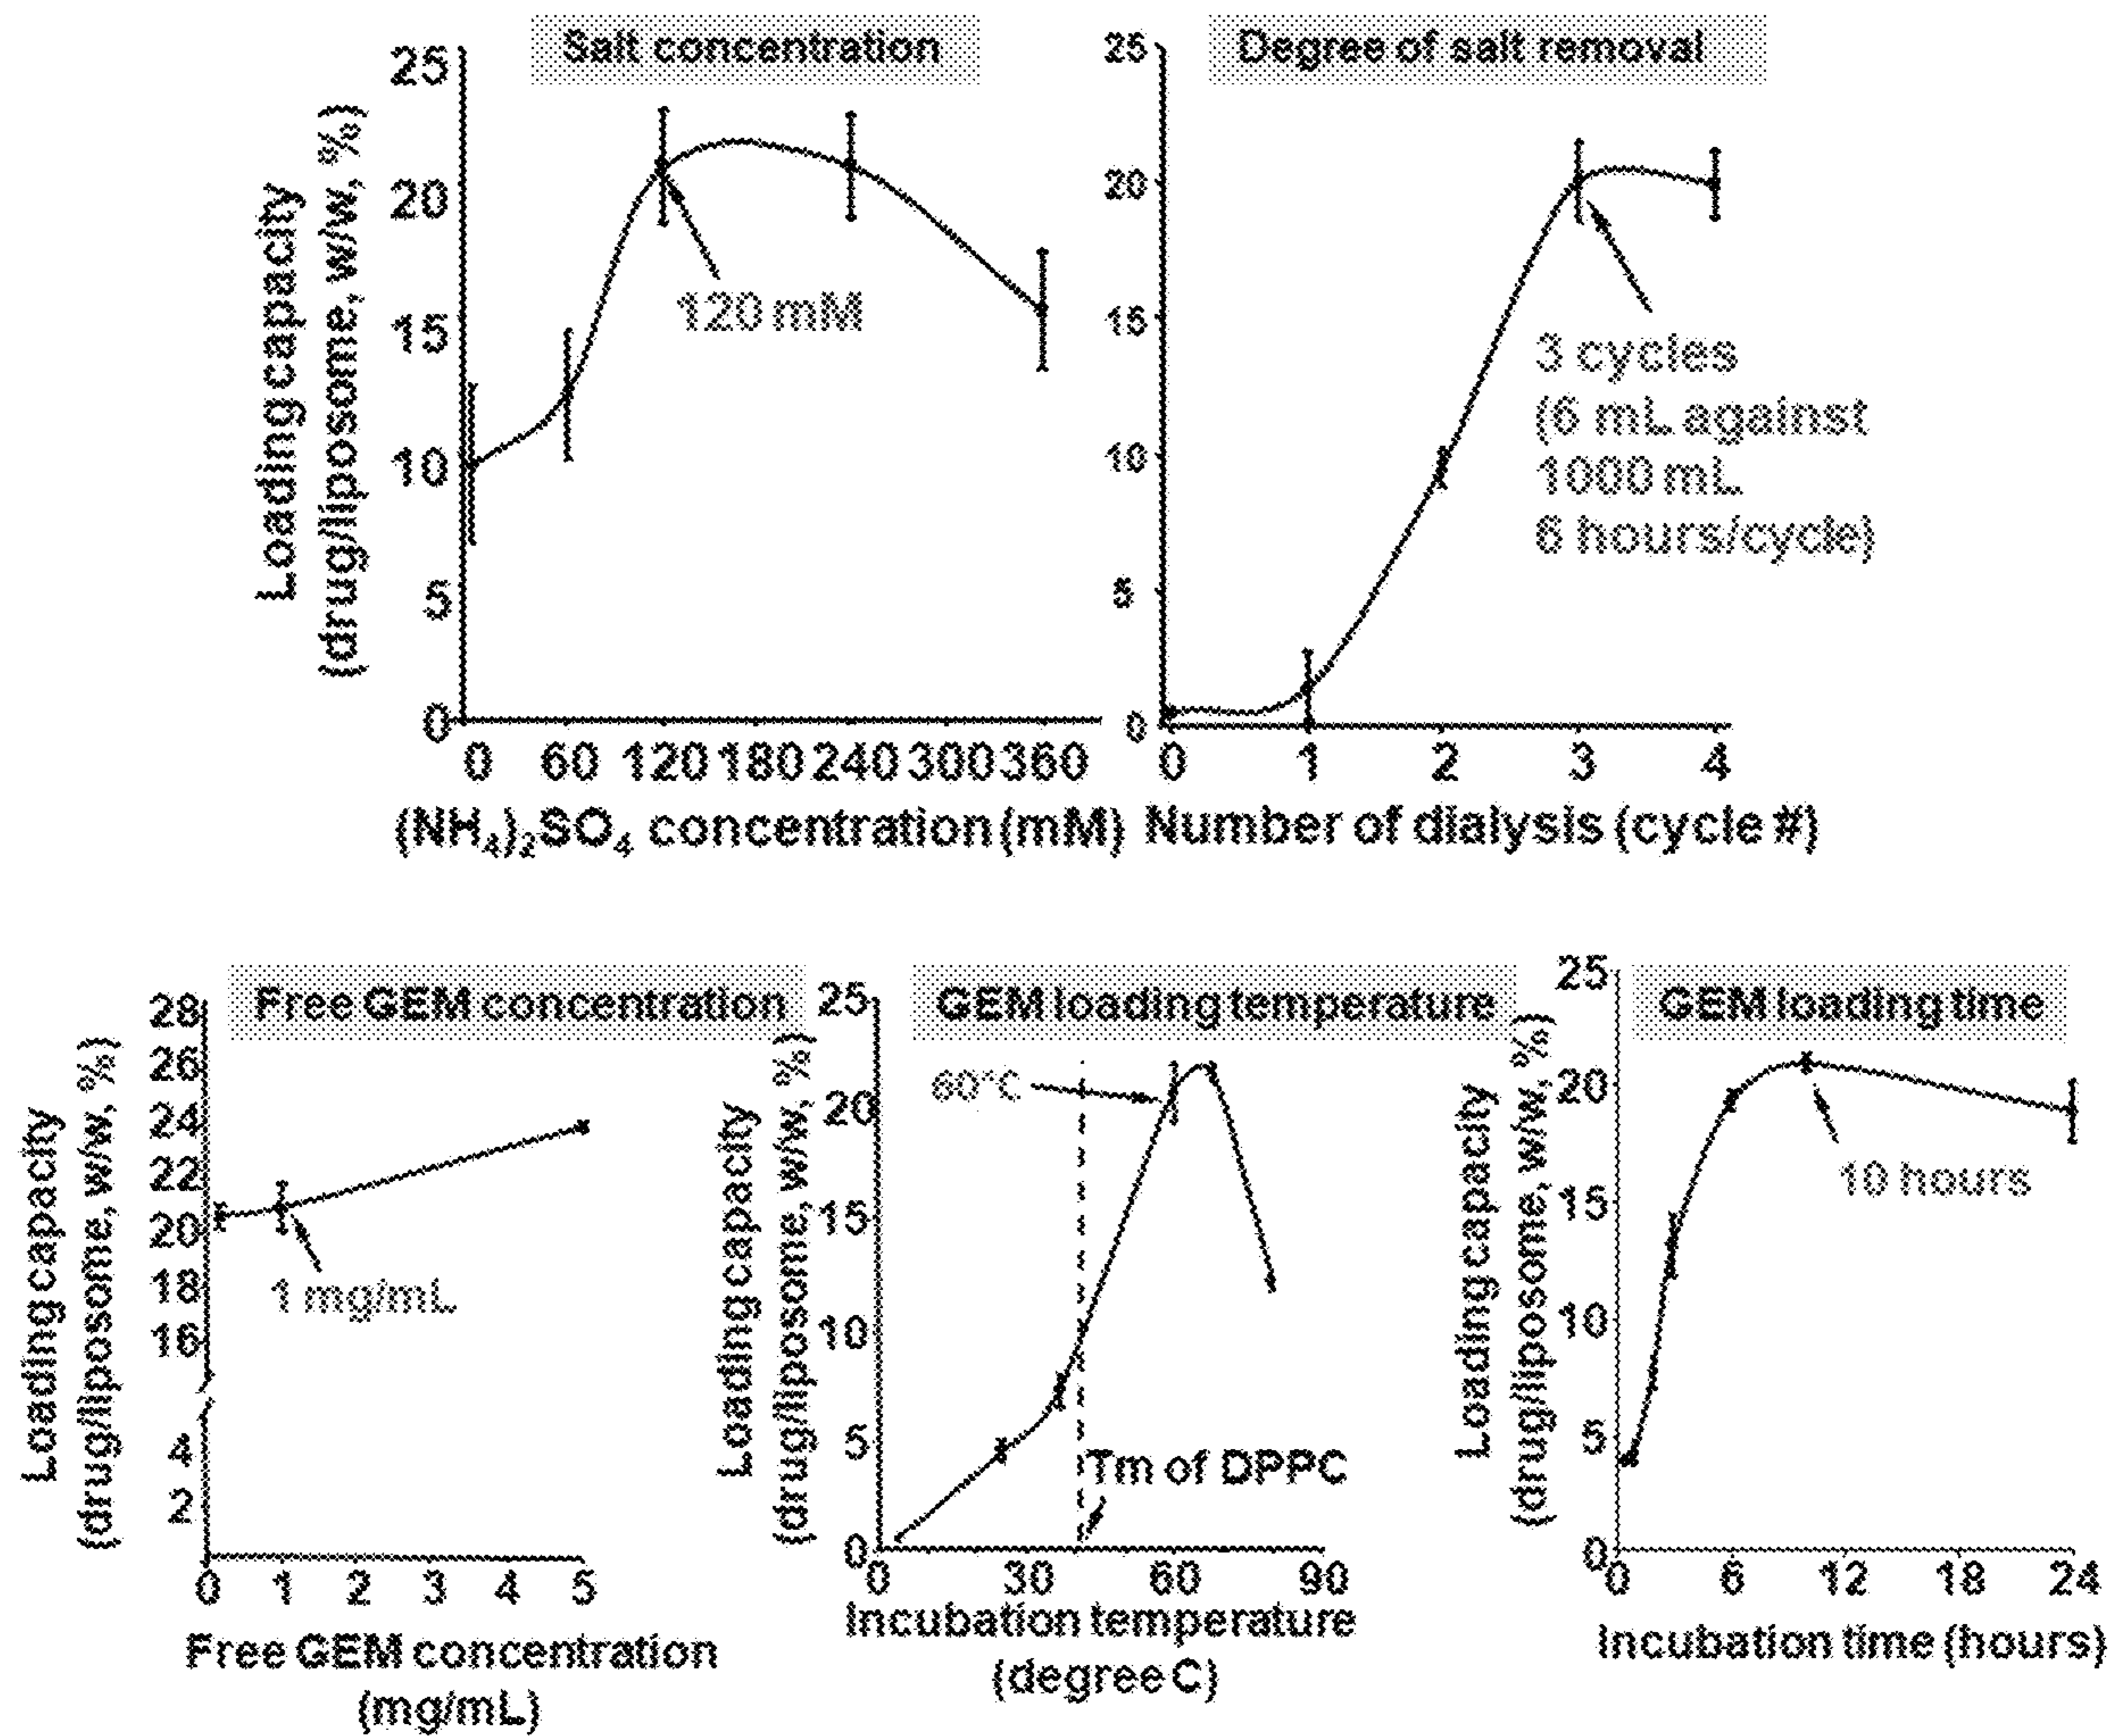 Salt concentration
Loading capacity
(drug/liposome, w/w, %)
25
20
15
10
5
0
120 mM
0 60 120 180 240 300 360
(NH₄)₂SO₄ concentration (mM)
Degree of salt removal
25
20
15
10
5
0
3 cycles
(6 mL against
1000 mL
6 hours/cycle)
0 1 2 3 4
Number of dialysis (cycle #)
Free GEM concentration
Loading capacity
(drug/liposome, w/w, %)
28
26
24
22
20
18
16
4
2
1 mg/mL
0 1 2 3 4 5
Free GEM concentration
(mg/mL)
GEM loading temperature
Loading capacity
(drug/liposome, w/w, %)
25
20
15
10
5
0
60°C
Tm of DPPC
0 30 60 90
Incubation temperature
(degree C)
GEM loading time
Loading capacity
(drug/liposome, w/w, %)
25
20
15
10
5
0
10 hours
0 6 12 18 24
Incubation time (hours)